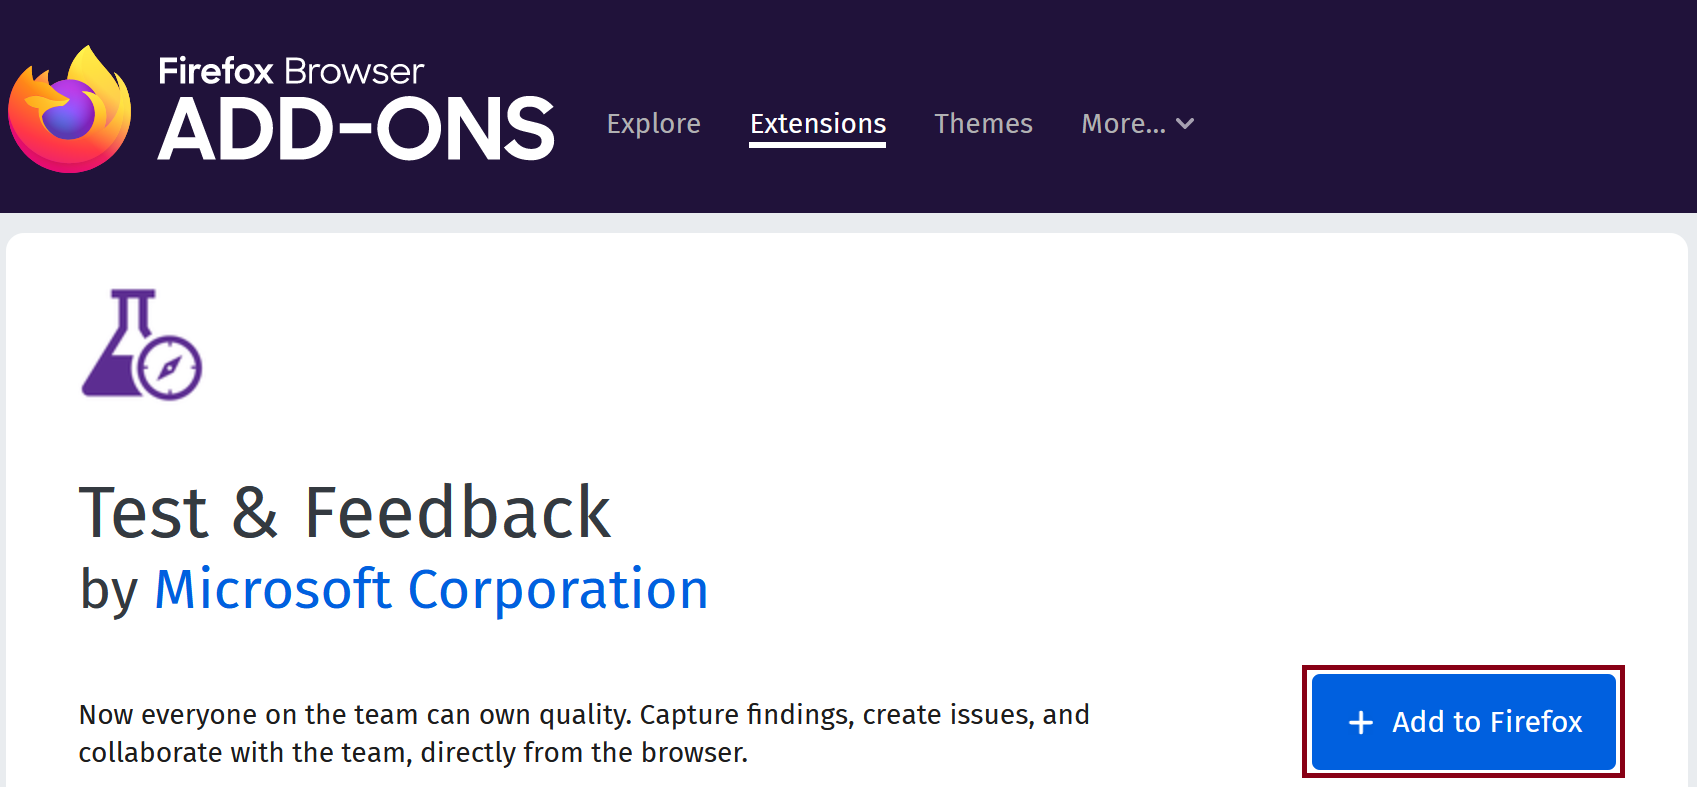 Firefox Browser
ADD-ONS
Explore Extensions Themes More...
Test & Feedback
by Microsoft Corporation
Now everyone on the team can own quality. Capture findings, create issues, and
collaborate with the team, directly from the browser.
+ Add to Firefox